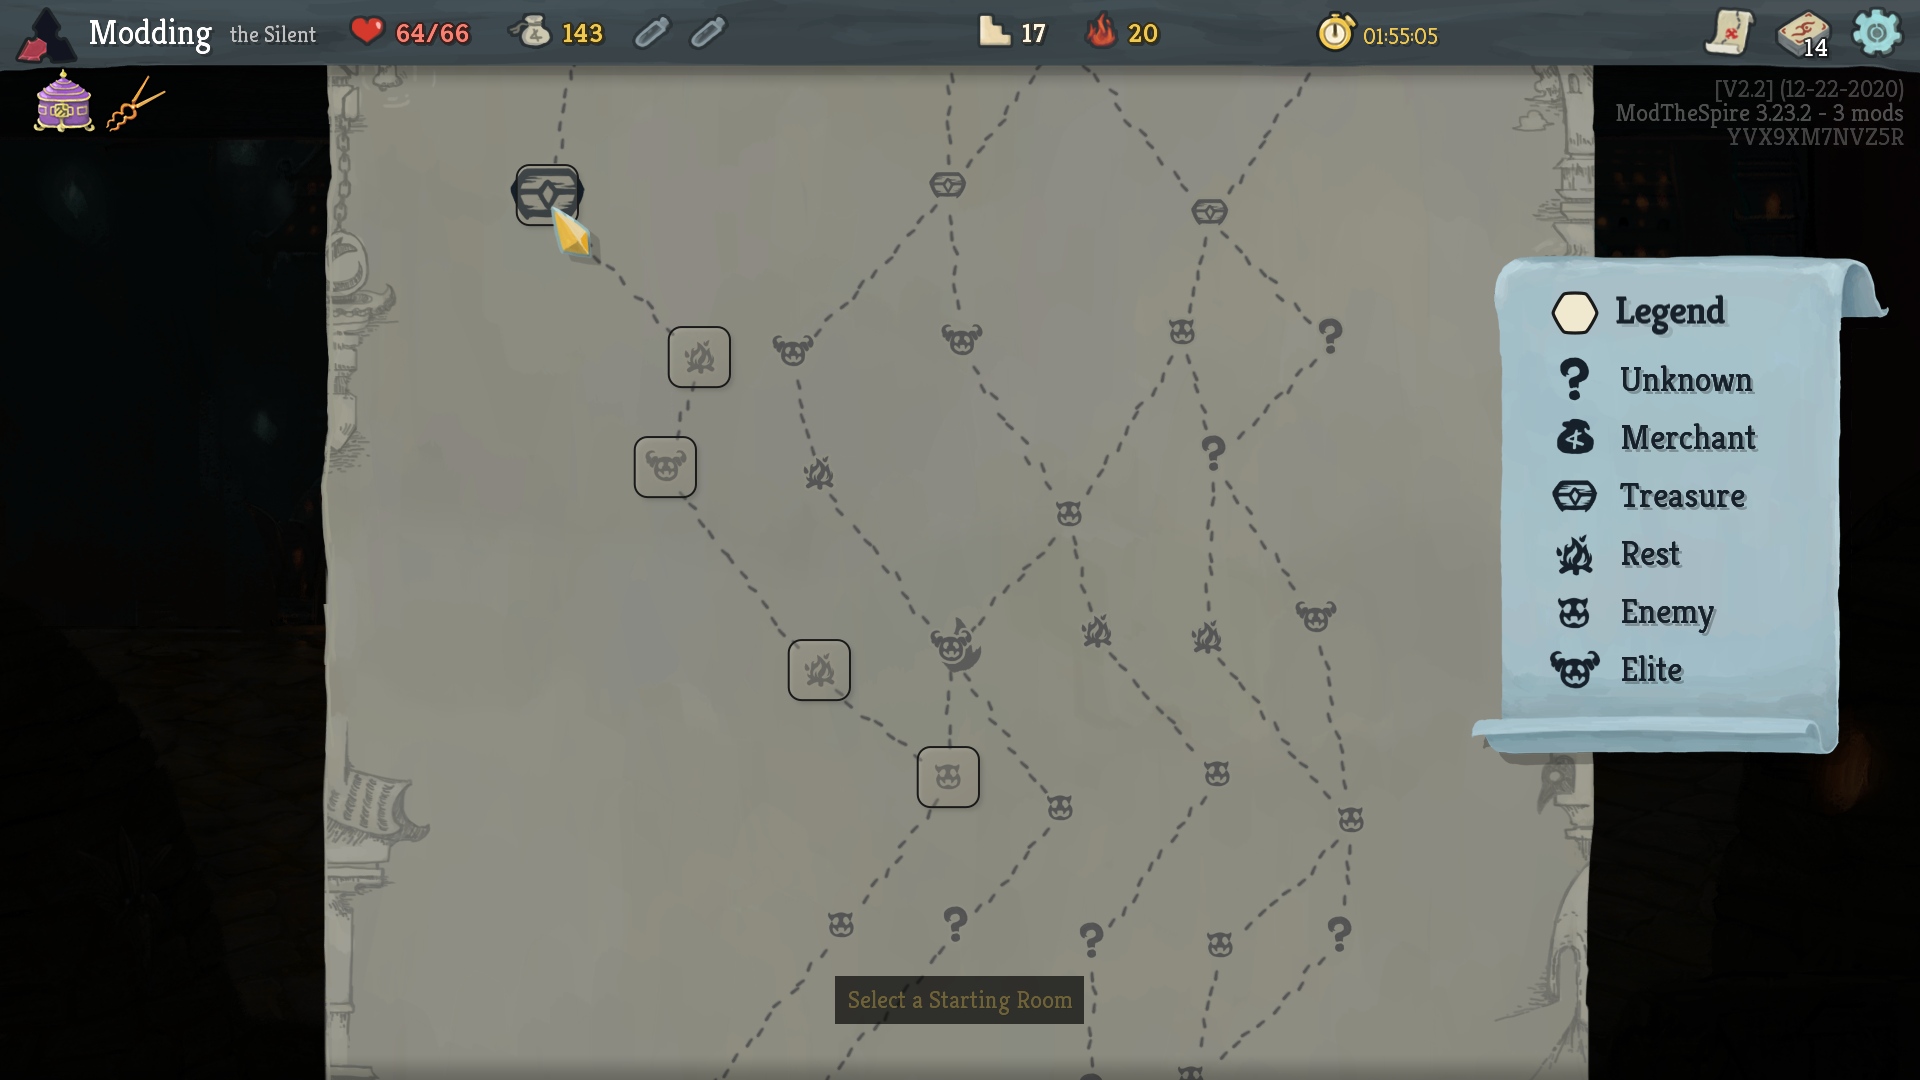 Modding the Silent 64/66 143 17 20 01:55:05 14
[V2.2] (12-22-2020)
ModTheSpire 3.23.2 - 3 mods
YVX9XM7NVZ5R
Legend
Unknown
Merchant
Treasure
Rest
Enemy
Elite
Select a Starting Room